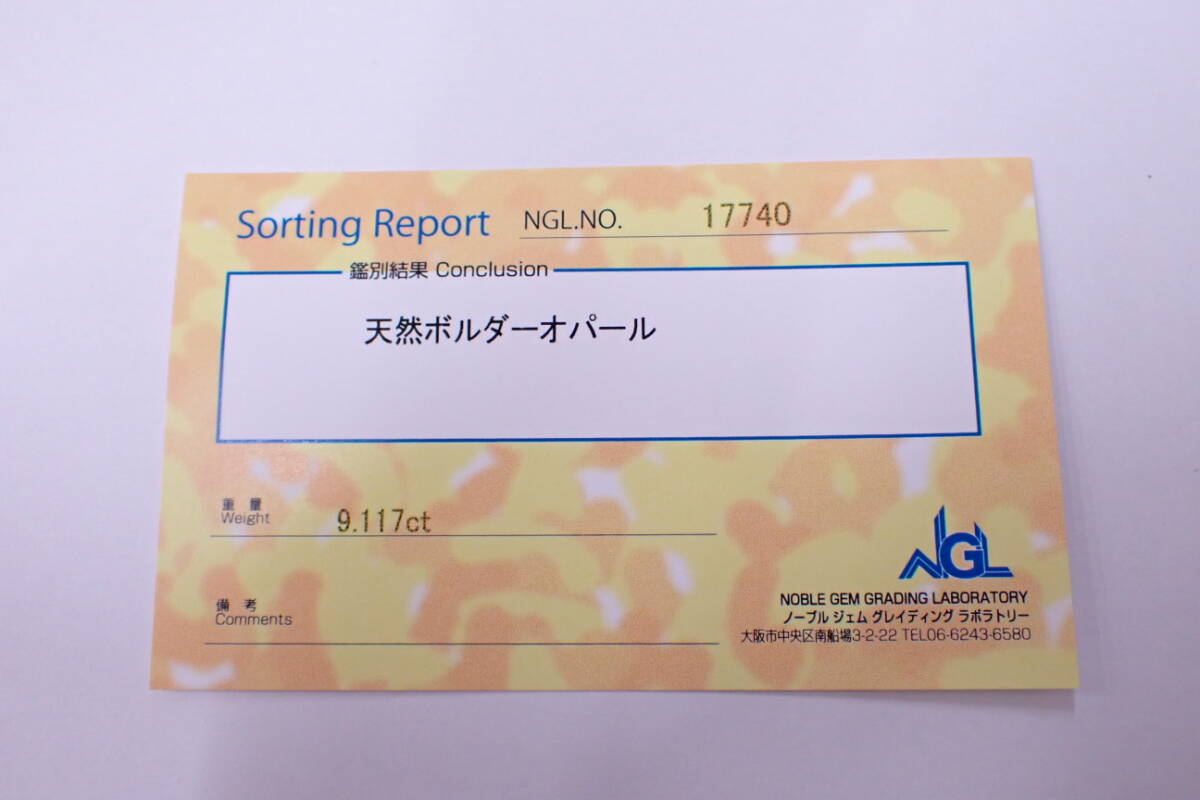 Sorting Report NGL.NO. 17740
鑑別結果 Conclusion
天然ボルダーオパール
重量
Weight 9.117ct
備考
Comments
NGL
NOBLE GEM GRADING LABORATORY
ノーブル ジェム グレイディング ラボラトリー
大阪市中央区南船場3-2-22 TEL06-6243-6580